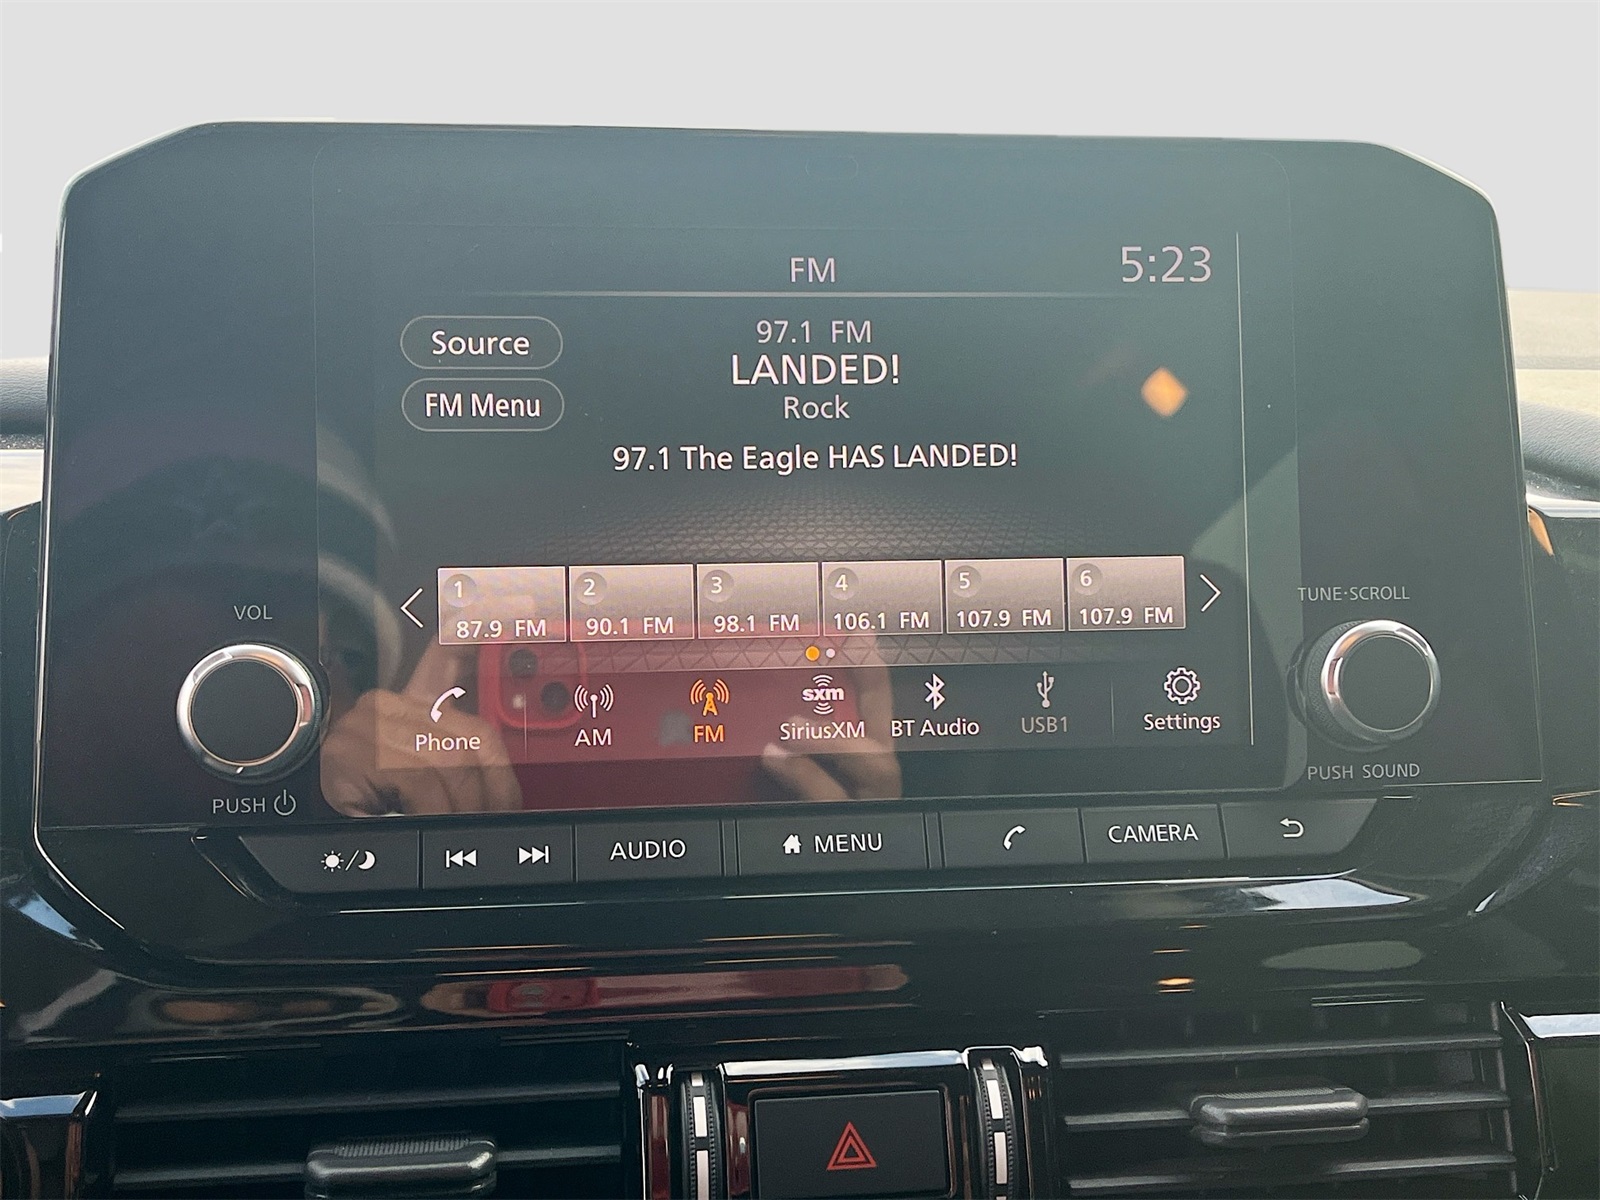 FM
5:23
Source
97.1 FM
LANDED!
FM Menu
Rock
97.1 The Eagle HAS LANDED!
1 2 3 4 5 6
87.9 FM 90.1 FM 98.1 FM 106.1 FM 107.9 FM 107.9 FM
VOL
TUNE·SCROLL
sxm
Phone AM FM SiriusXM BT Audio USB1 Settings
PUSH
PUSH SOUND
AUDIO MENU CAMERA